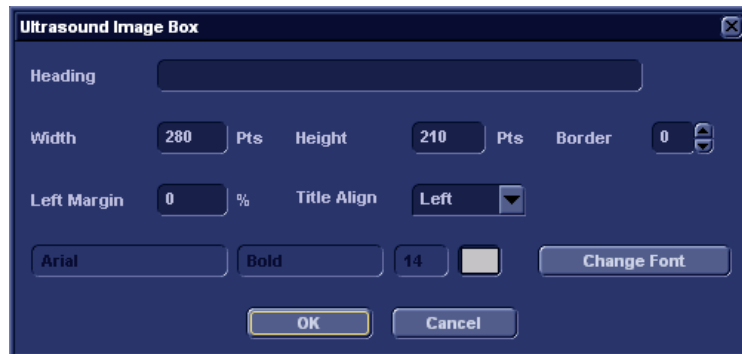 Ultrasound Image Box
Heading
Width 280 Pts Height 210 Pts Border 0
Left Margin 0 % Title Align Left
Arial Bold 14 Change Font
OK Cancel